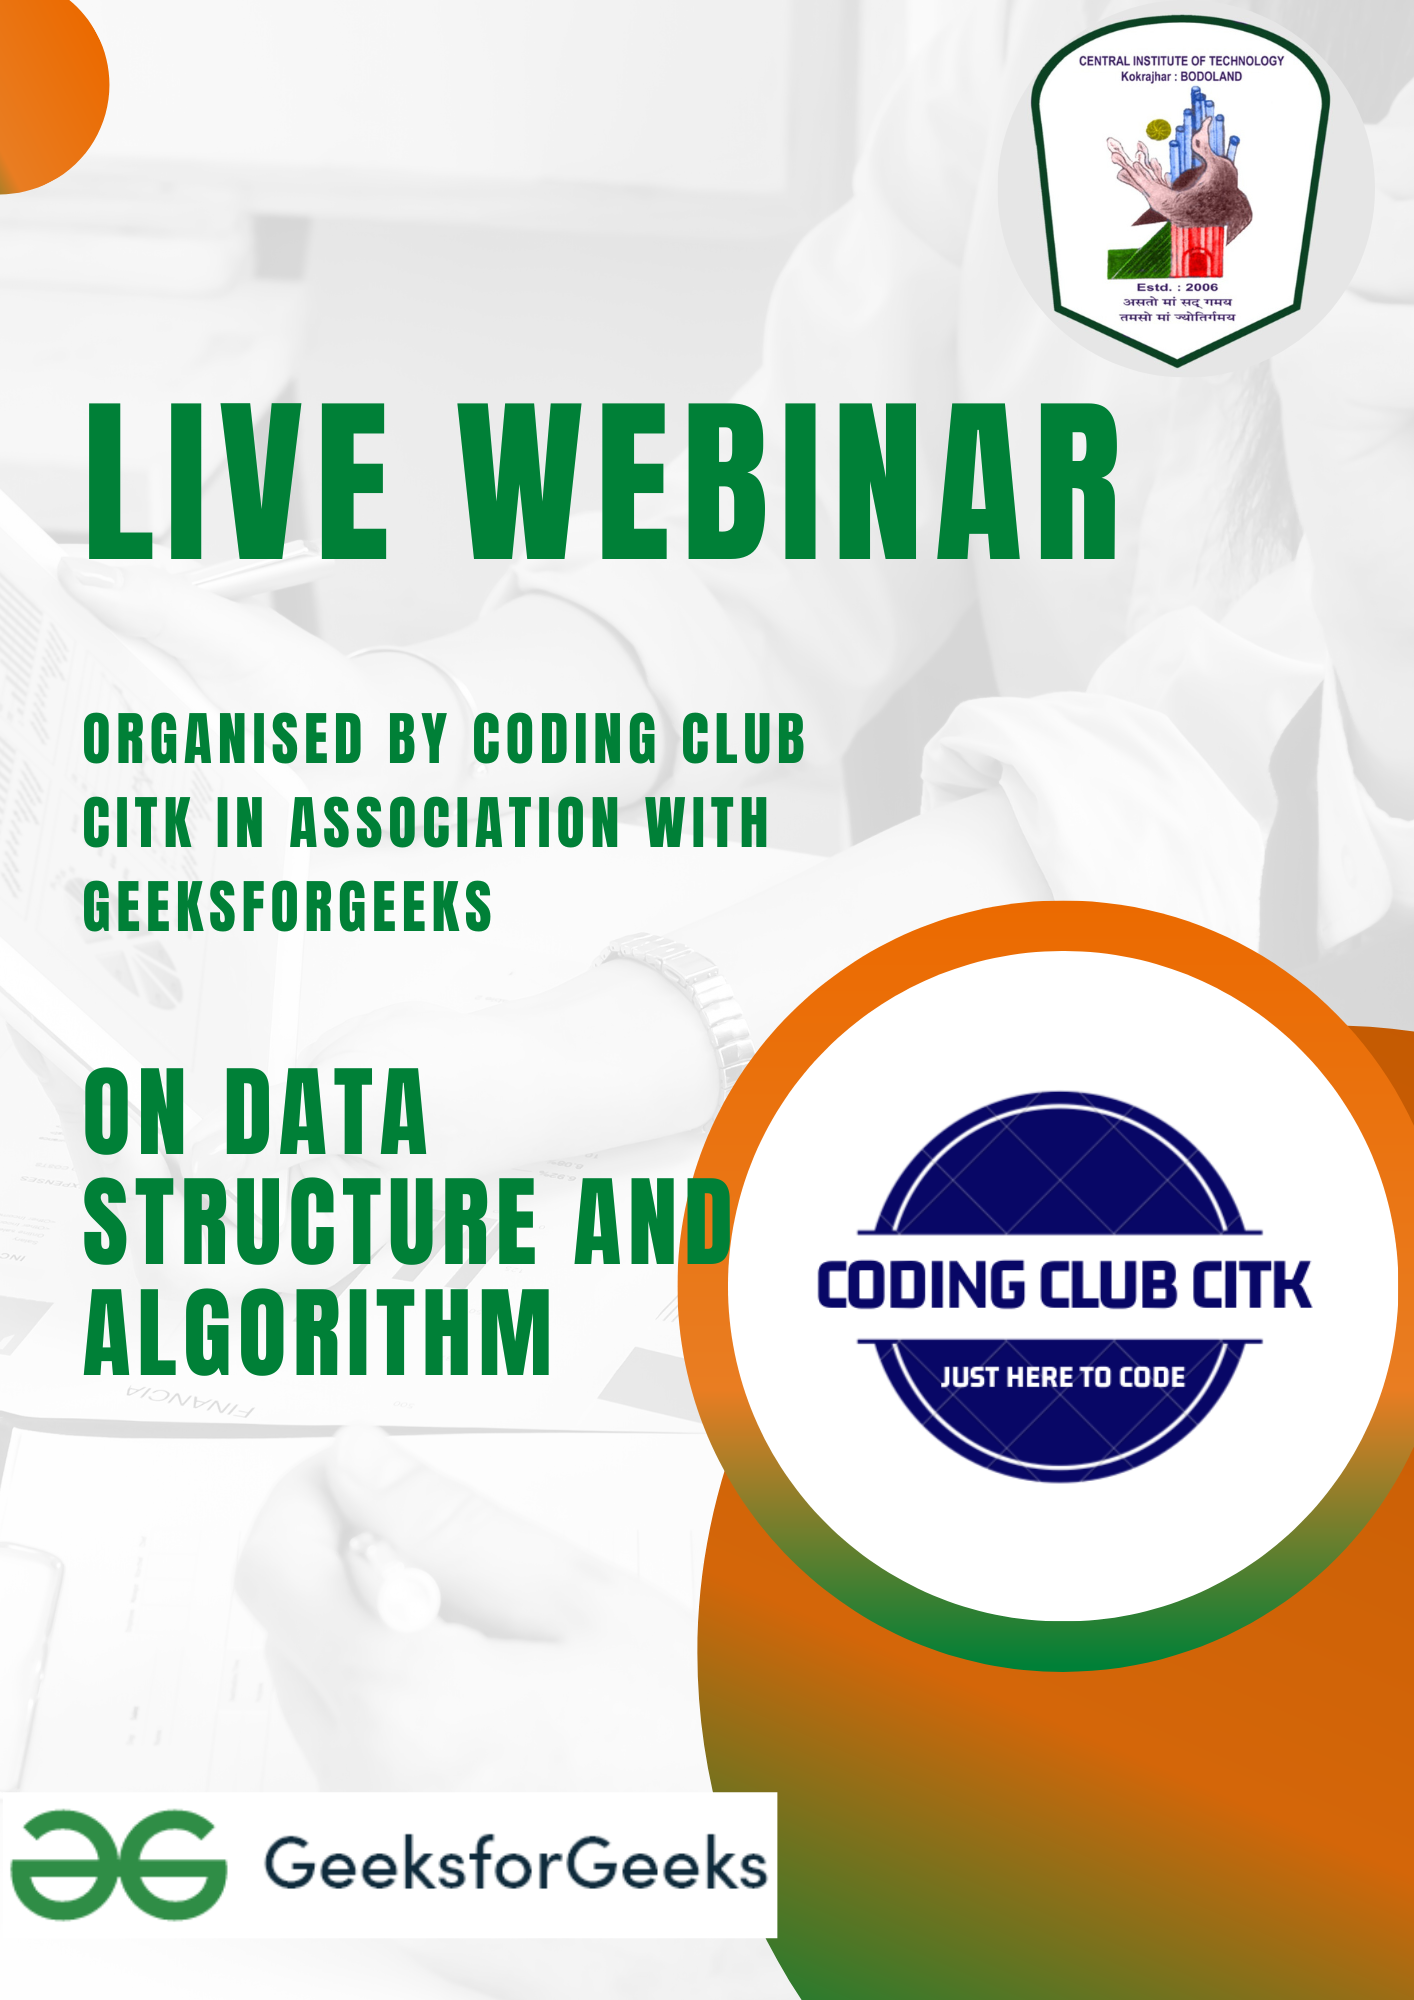 CENTRAL INSTITUTE OF TECHNOLOGY
Kokrajhar : BODOLAND
Estd. : 2006
असतो मां सद् गमय
तमसो मां ज्योतिर्गमय
LIVE WEBINAR
ORGANISED BY CODING CLUB
CITK IN ASSOCIATION WITH
GEEKSFORGEEKS
ON DATA
STRUCTURE AND
ALGORITHM
CODING CLUB CITK
JUST HERE TO CODE
GeeksforGeeks